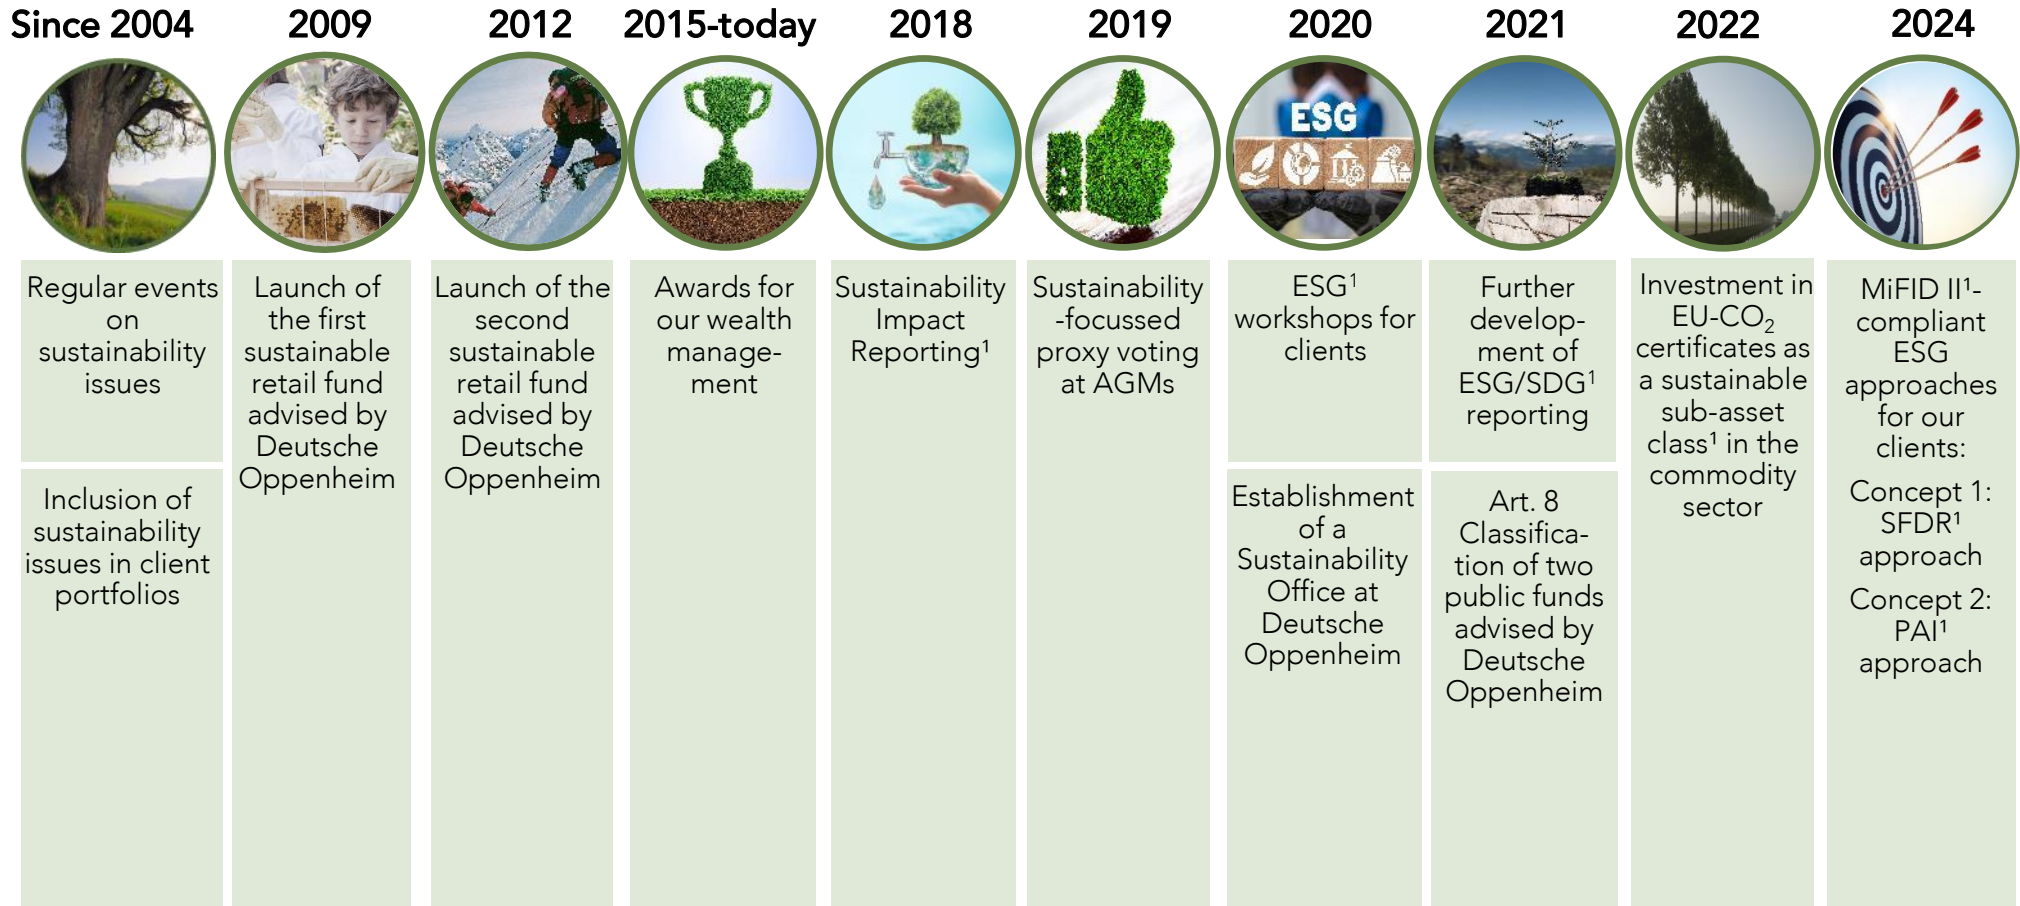 Since 2004
Regular events
on
sustainability
issues
Inclusion of
sustainability
issues in client
portfolios
2009
Launch of
the first
sustainable
retail fund
advised by
Deutsche
Oppenheim
2012
Launch of the
second
sustainable
retail fund
advised by
Deutsche
Oppenheim
2015-today
Awards for
our wealth
manage-
ment
2018
Sustainability
Impact
Reporting¹
2019
Sustainability
-focussed
proxy voting
at AGMs
2020
ESG
ESG¹
workshops for
clients
Establishment
of a
Sustainability
Office at
Deutsche
Oppenheim
2021
Further
develop-
ment of
ESG/SDG¹
reporting
Art. 8
Classifica-
tion of two
public funds
advised by
Deutsche
Oppenheim
2022
Investment in
EU-CO₂
certificates as
a sustainable
sub-asset
class¹ in the
commodity
sector
2024
MiFID II¹-
compliant
ESG
approaches
for our
clients:
Concept 1:
SFDR¹
approach
Concept 2:
PAI¹
approach